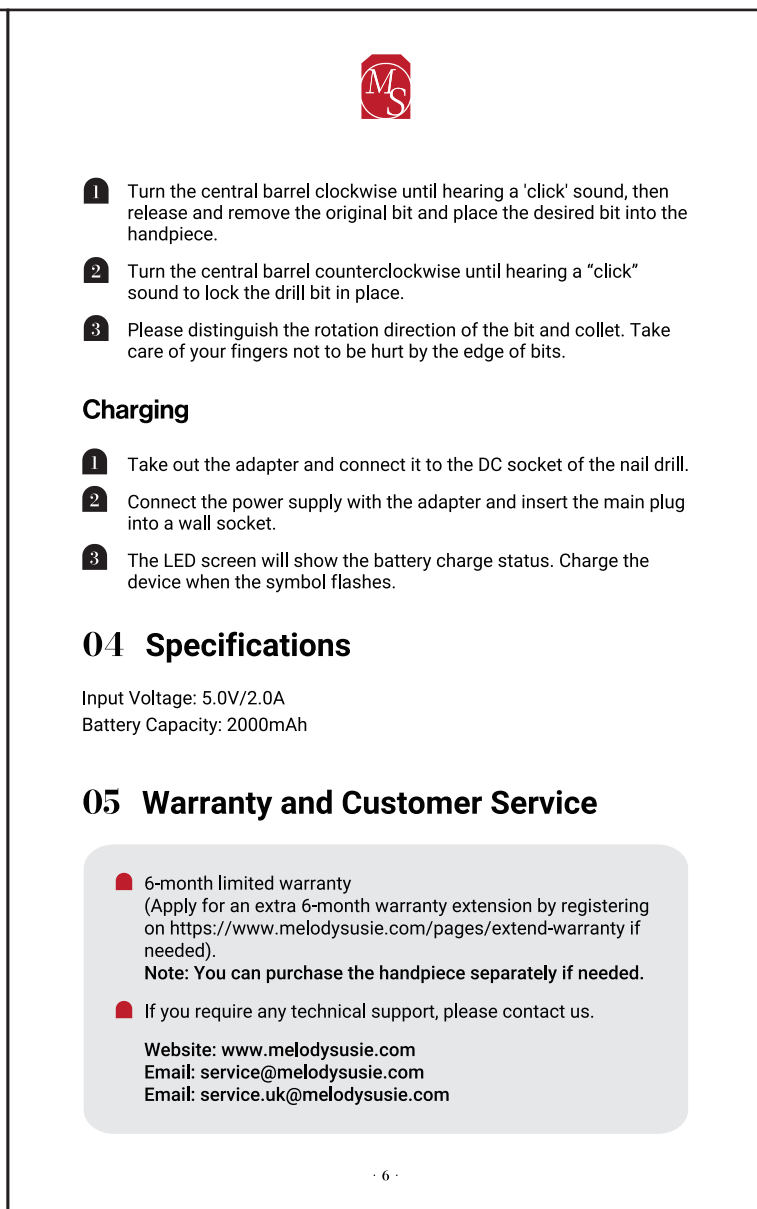 MS
1 Turn the central barrel clockwise until hearing a 'click' sound, then
release and remove the original bit and place the desired bit into the
handpiece.
2 Turn the central barrel counterclockwise until hearing a “click”
sound to lock the drill bit in place.
3 Please distinguish the rotation direction of the bit and collet. Take
care of your fingers not to be hurt by the edge of bits.
Charging
1 Take out the adapter and connect it to the DC socket of the nail drill.
2 Connect the power supply with the adapter and insert the main plug
into a wall socket.
3 The LED screen will show the battery charge status. Charge the
device when the symbol flashes.
04 Specifications
Input Voltage: 5.0V/2.0A
Battery Capacity: 2000mAh
05 Warranty and Customer Service
6-month limited warranty
(Apply for an extra 6-month warranty extension by registering
on https://www.melodysusie.com/pages/extend-warranty if
needed).
Note: You can purchase the handpiece separately if needed.
If you require any technical support, please contact us.
Website: www.melodysusie.com
Email: service@melodysusie.com
Email: service.uk@melodysusie.com
· 6 ·